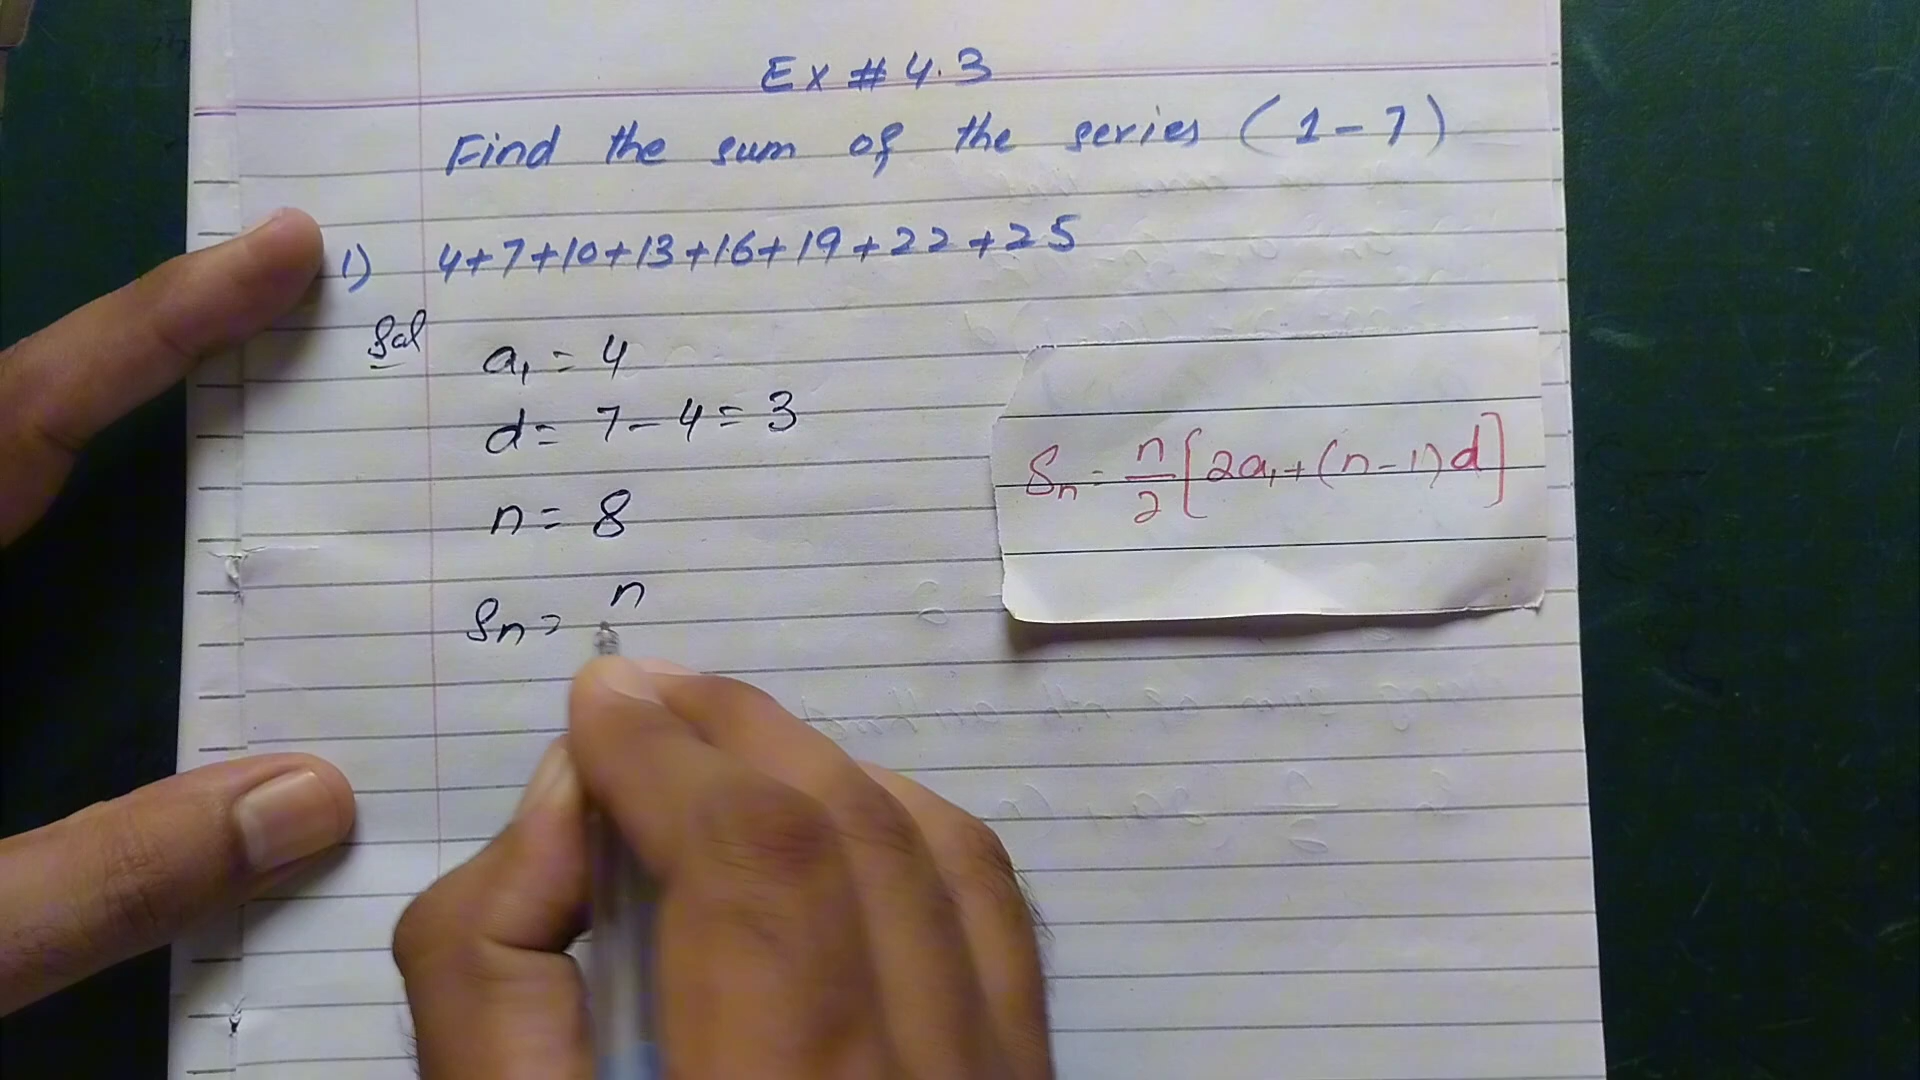 Ex # 4.3
Find the sum of the series (1-7)
1) 4+7+10+13+16+19+22+25
Sol
a₁ = 4
d = 7-4 = 3
n = 8
Sn = n
Sn = n/2 [2a₁+(n-1)d]